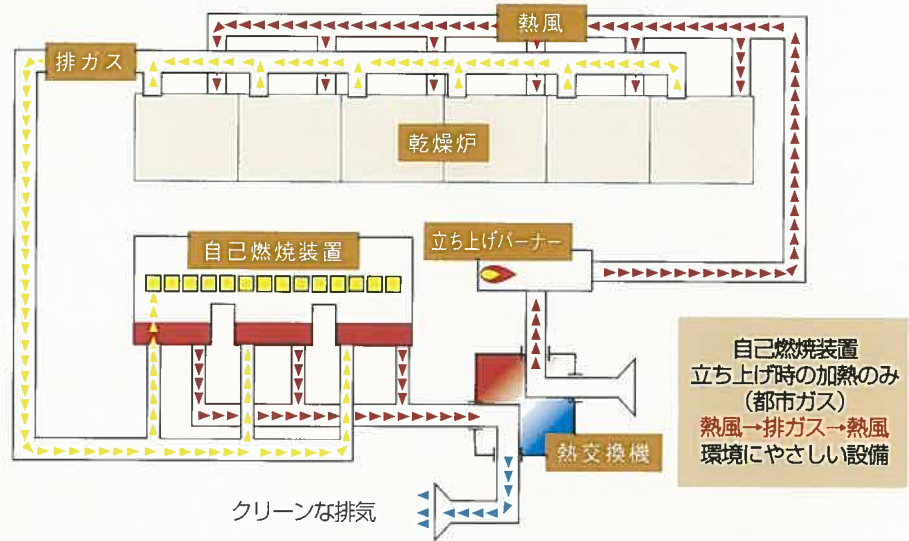 熱風
排ガス
乾燥炉
自己燃焼装置
立ち上げバーナー
自己燃焼装置
立ち上げ時の加熱のみ
(都市ガス)
熱風→排ガス→熱風
環境にやさしい設備
熱交換機
クリーンな排気